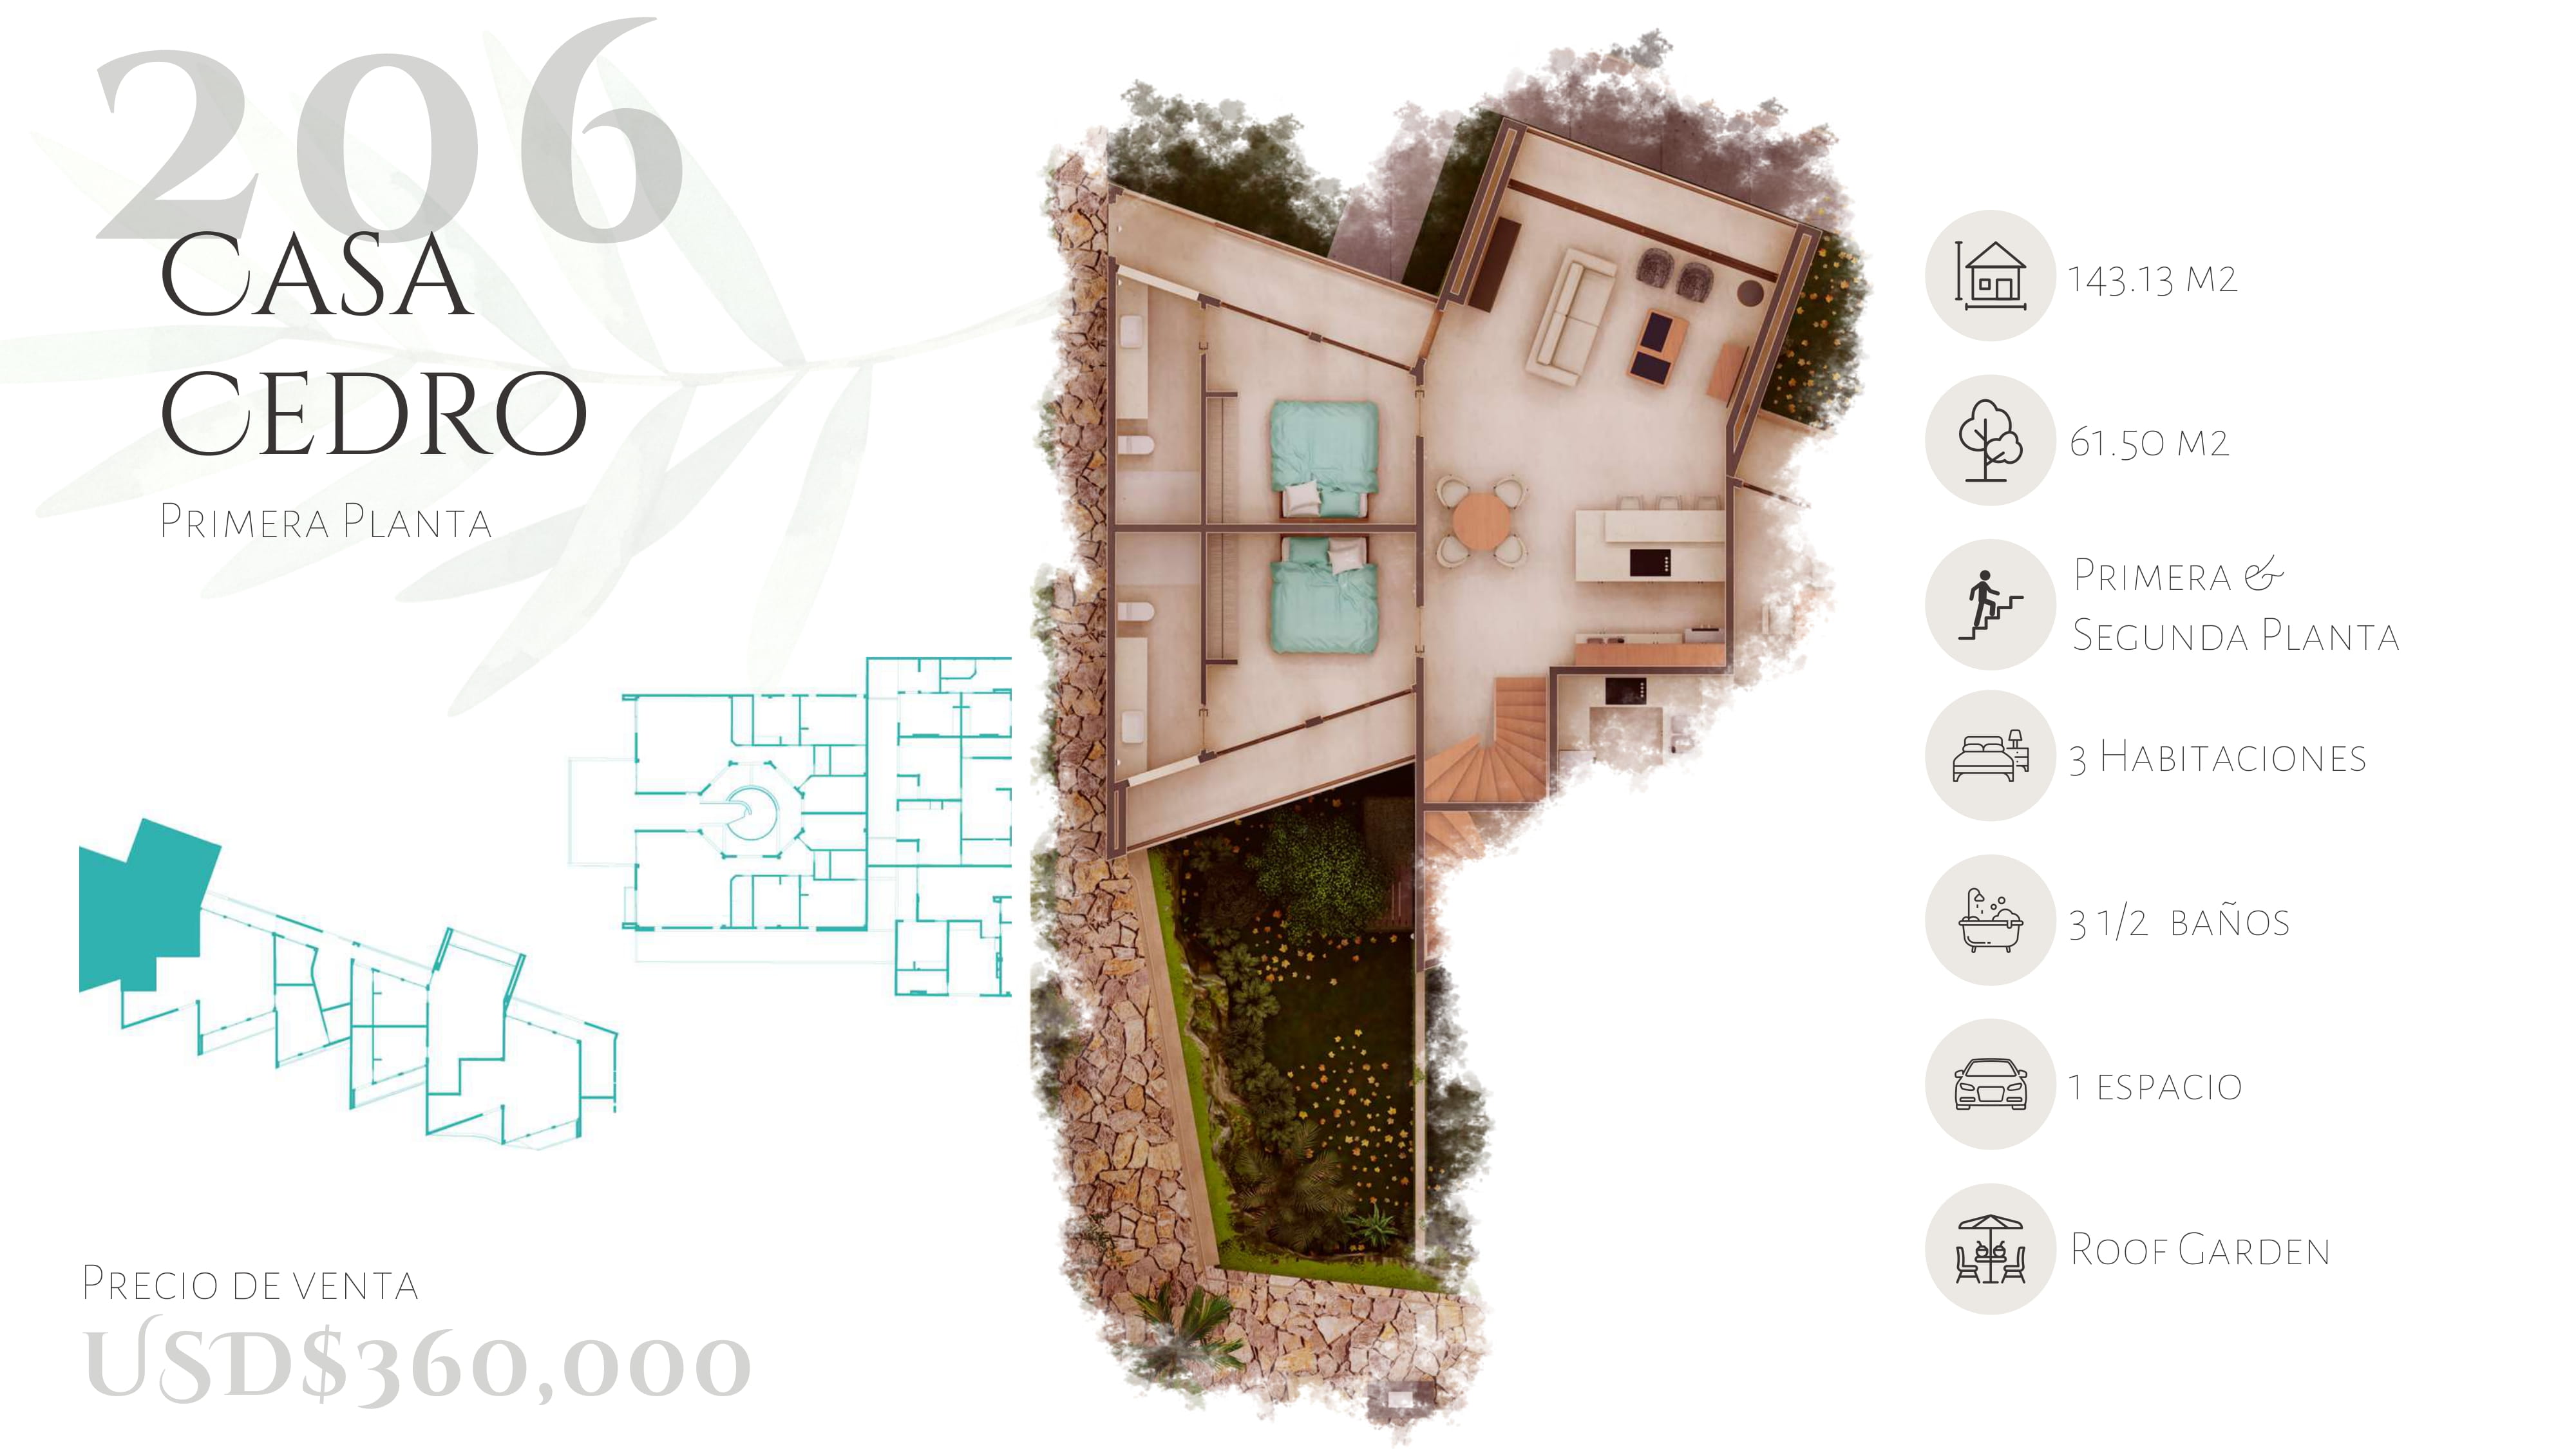 206
Casa
Cedro
Primera Planta
Precio de venta
USD$360,000
143.13 m2
61.50 m2
Primera &
Segunda Planta
3 Habitaciones
3 1/2 baños
1 espacio
Roof Garden